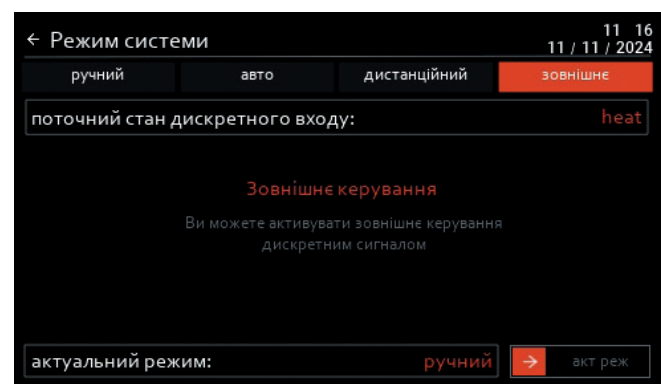 ← Режим системи
11 16
11 / 11 / 2024
ручний авто дистанційний зовнішнє
поточний стан дискретного входу: heat
Зовнішнє керування
Ви можете активувати зовнішнє керування
дискретним сигналом
актуальний режим: ручний → акт реж